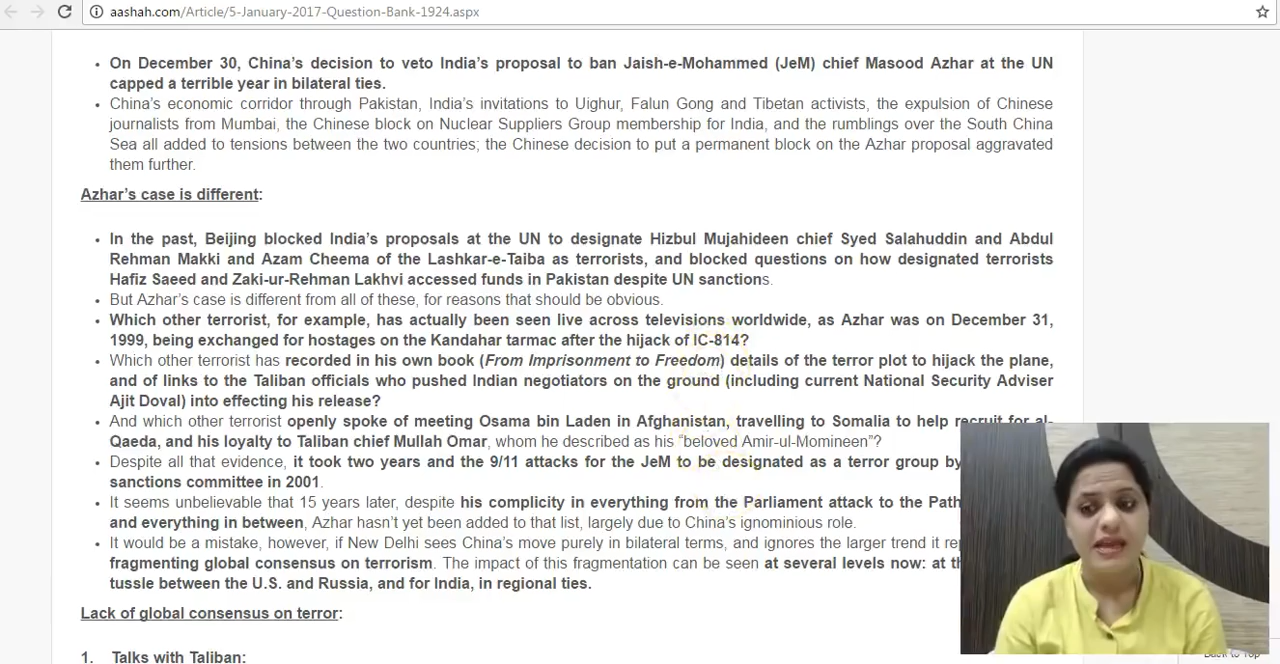 aashah.com/Article/5-January-2017-Question-Bank-1924.aspx
• On December 30, China's decision to veto India's proposal to ban Jaish-e-Mohammed (JeM) chief Masood Azhar at the UN
capped a terrible year in bilateral ties.
• China's economic corridor through Pakistan, India's invitations to Uighur, Falun Gong and Tibetan activists, the expulsion of Chinese
journalists from Mumbai, the Chinese block on Nuclear Suppliers Group membership for India, and the rumblings over the South China
Sea all added to tensions between the two countries; the Chinese decision to put a permanent block on the Azhar proposal aggravated
them further.
Azhar's case is different:
• In the past, Beijing blocked India's proposals at the UN to designate Hizbul Mujahideen chief Syed Salahuddin and Abdul
Rehman Makki and Azam Cheema of the Lashkar-e-Taiba as terrorists, and blocked questions on how designated terrorists
Hafiz Saeed and Zaki-ur-Rehman Lakhvi accessed funds in Pakistan despite UN sanctions.
• But Azhar's case is different from all of these, for reasons that should be obvious.
• Which other terrorist, for example, has actually been seen live across televisions worldwide, as Azhar was on December 31,
1999, being exchanged for hostages on the Kandahar tarmac after the hijack of IC-814?
• Which other terrorist has recorded in his own book (From Imprisonment to Freedom) details of the terror plot to hijack the plane,
and of links to the Taliban officials who pushed Indian negotiators on the ground (including current National Security Adviser
Ajit Doval) into effecting his release?
• And which other terrorist openly spoke of meeting Osama bin Laden in Afghanistan, travelling to Somalia to help recruit for al-
Qaeda, and his loyalty to Taliban chief Mullah Omar, whom he described as his "beloved Amir-ul-Momineen"?
• Despite all that evidence, it took two years and the 9/11 attacks for the JeM to be designated as a terror group by
sanctions committee in 2001.
• It seems unbelievable that 15 years later, despite his complicity in everything from the Parliament attack to the Path
and everything in between, Azhar hasn't yet been added to that list, largely due to China's ignominious role.
• It would be a mistake, however, if New Delhi sees China's move purely in bilateral terms, and ignores the larger trend it
fragmenting global consensus on terrorism. The impact of this fragmentation can be seen at several levels now: at
tussle between the U.S. and Russia, and for India, in regional ties.
Lack of global consensus on terror:
1. Talks with Taliban:
Back to Top